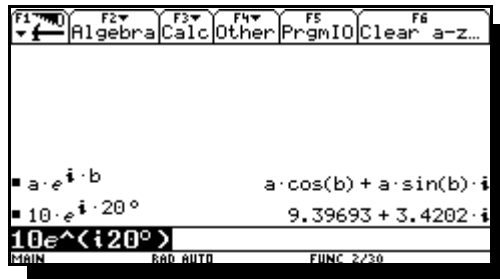 F1 F2 F3 F4 F5 F6
Algebra Calc Other PrgmIO Clear a-z…
a·e^i·b a·cos(b)+a·sin(b)·i
10·e^i·20° 9.39693+3.4202·i
10e^(i20°)
MAIN RAD AUTO FUNC 2/30